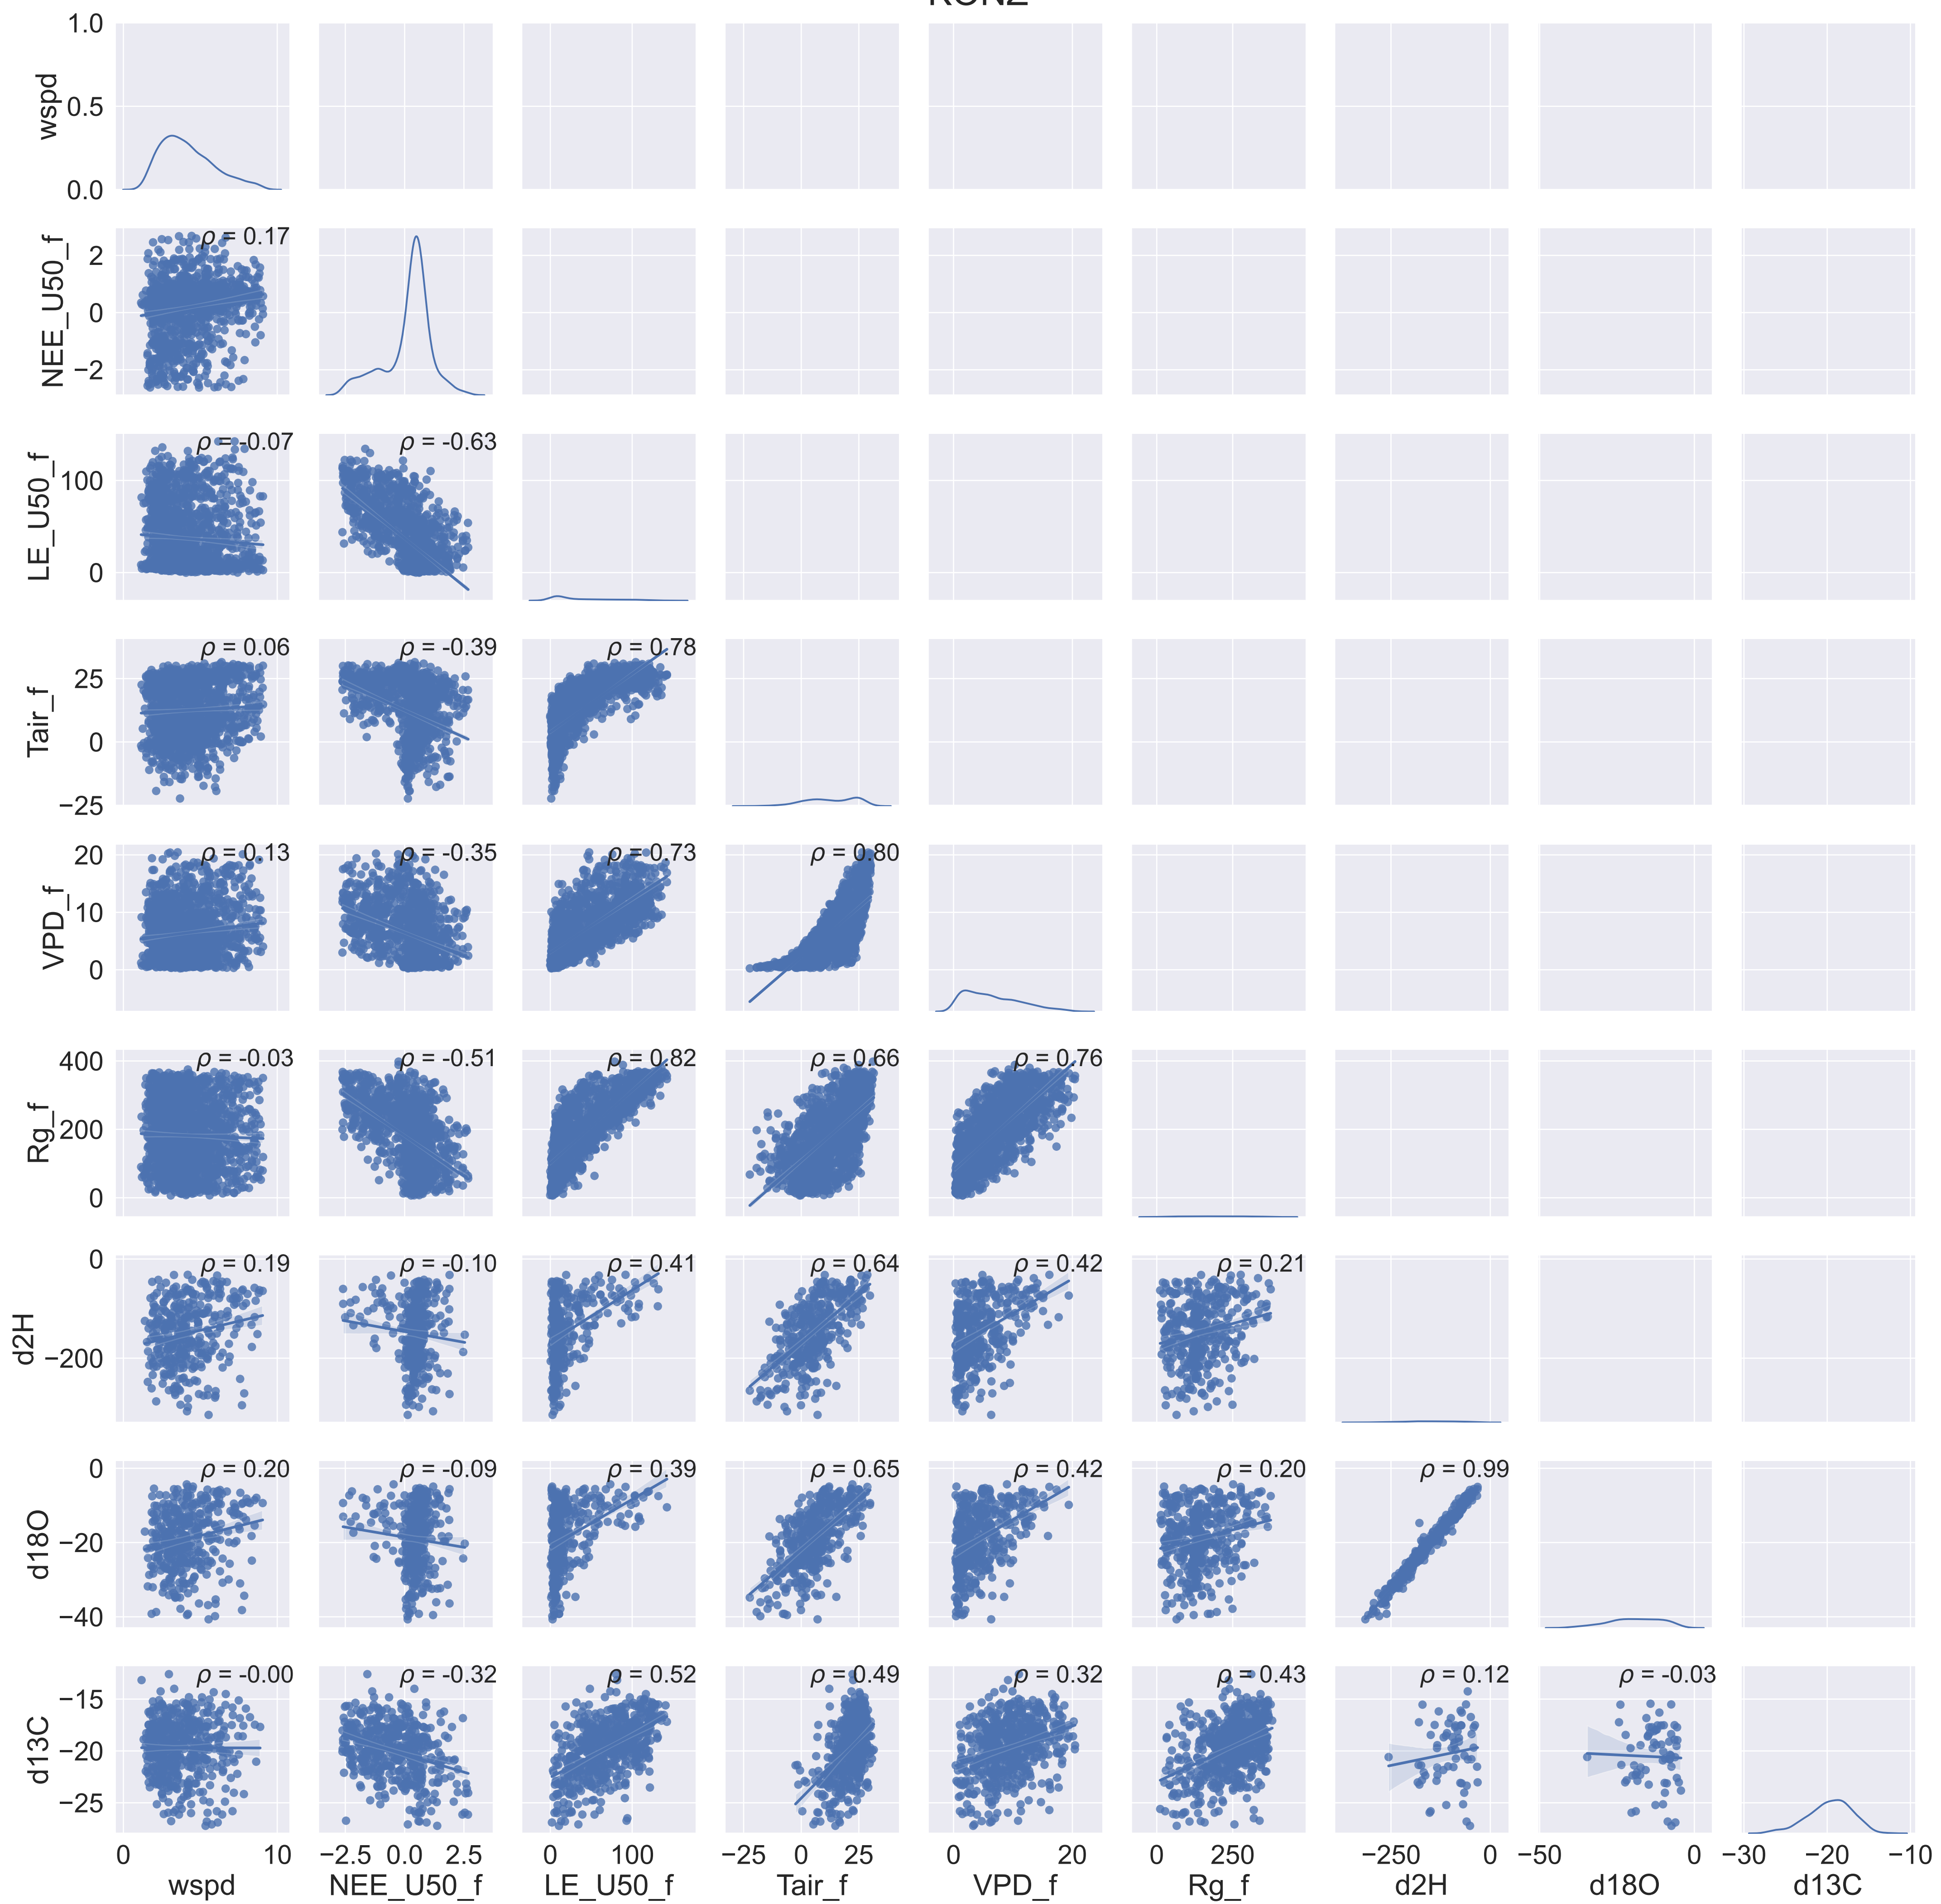 1.0
wspd
0.5
0.0
NEE_U50_f
2
0
−2
ρ = 0.17
LE_U50_f
100
0
ρ = -0.07
ρ = -0.63
Tair_f
25
0
−25
ρ = 0.06
ρ = -0.39
ρ = 0.78
VPD_f
20
10
0
ρ = 0.13
ρ = -0.35
ρ = 0.73
ρ = 0.80
Rg_f
400
200
0
ρ = -0.03
ρ = -0.51
ρ = 0.82
ρ = 0.66
ρ = 0.76
d2H
0
−200
ρ = 0.19
ρ = -0.10
ρ = 0.41
ρ = 0.64
ρ = 0.42
ρ = 0.21
d18O
0
−20
−40
ρ = 0.20
ρ = -0.09
ρ = 0.39
ρ = 0.65
ρ = 0.42
ρ = 0.20
ρ = 0.99
d13C
−15
−20
−25
ρ = -0.00
ρ = -0.32
ρ = 0.52
ρ = 0.49
ρ = 0.32
ρ = 0.43
ρ = 0.12
ρ = -0.03
0 10
−2.5 0.0 2.5
0 100
−25 0 25
0 20
0 250
−250 0
−50 0
−30 −20 −10
wspd NEE_U50_f LE_U50_f Tair_f VPD_f Rg_f d2H d18O d13C